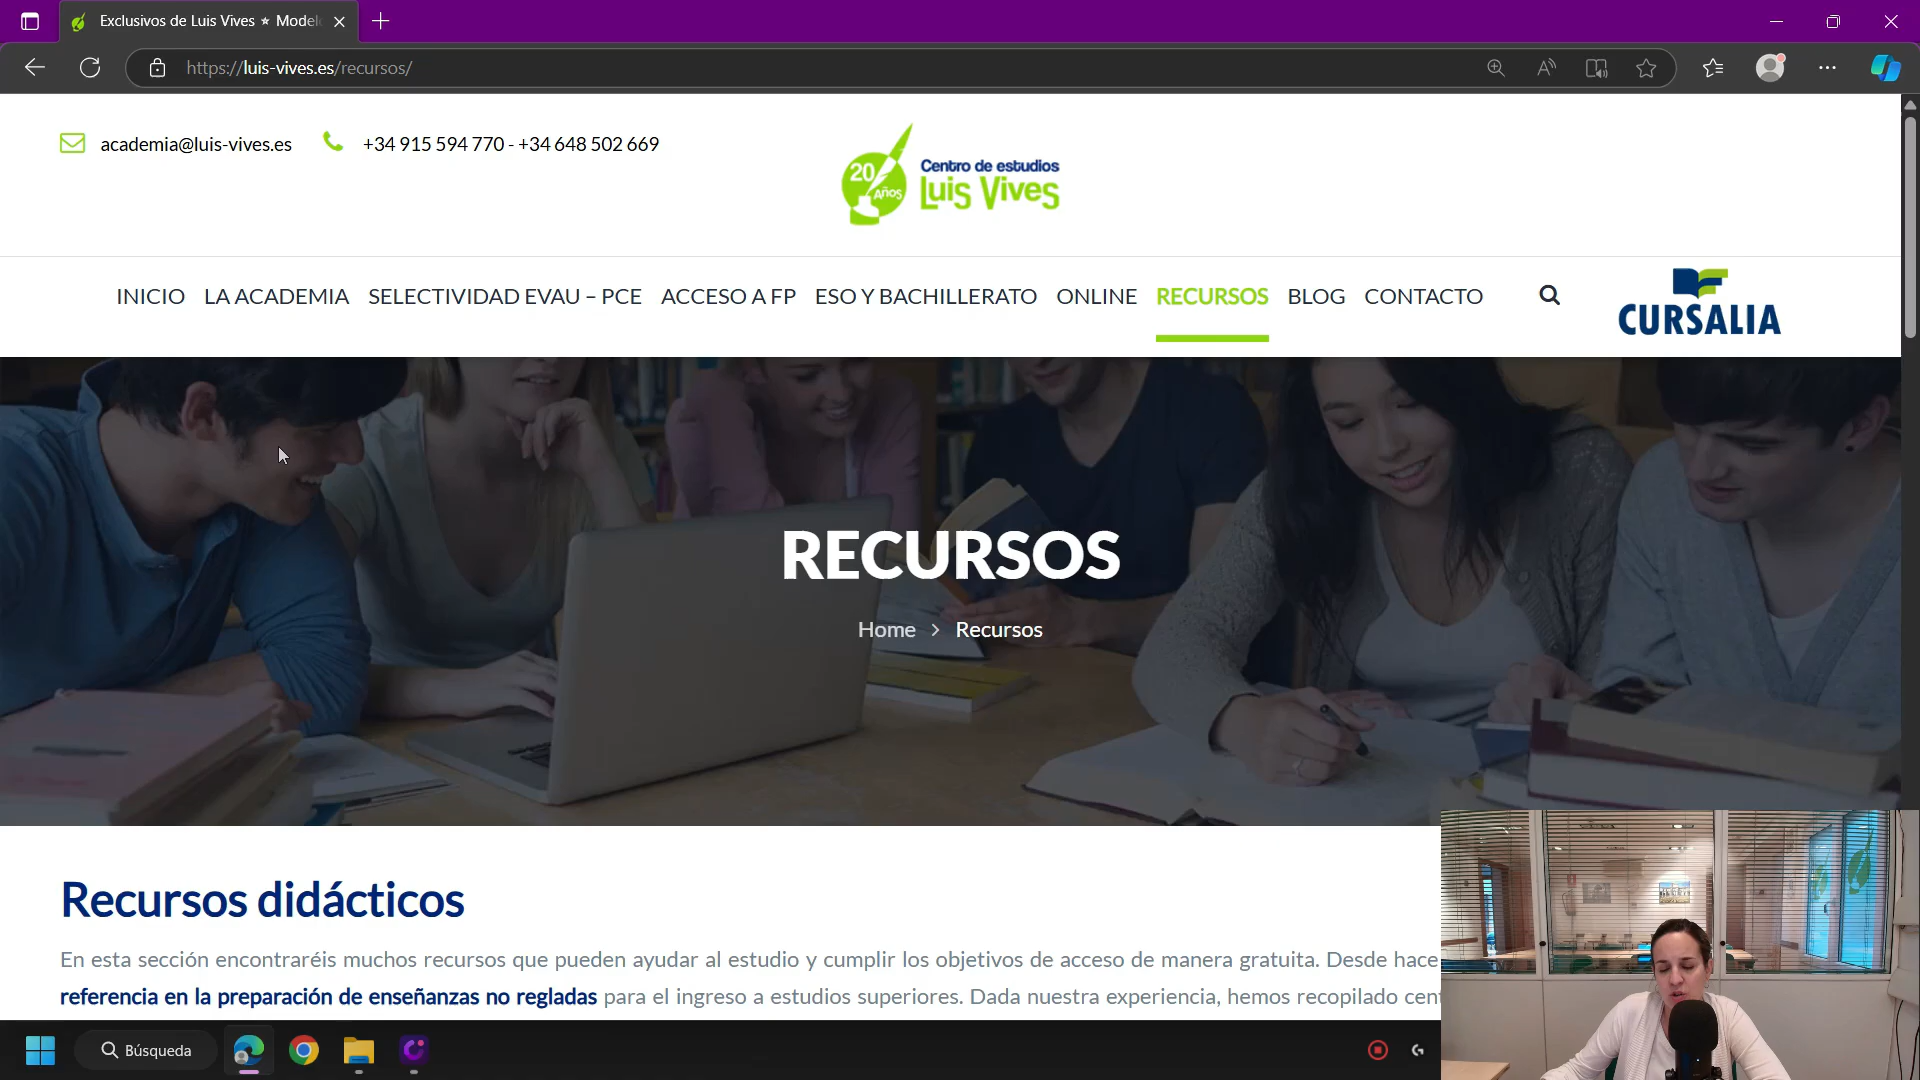 Exclusivos de Luis Vives ★ Model
https://luis-vives.es/recursos/
academia@luis-vives.es
+34 915 594 770 - +34 648 502 669
20
Años
Centro de estudios
Luis Vives
INICIO
LA ACADEMIA
SELECTIVIDAD EVAU – PCE
ACCESO A FP
ESO Y BACHILLERATO
ONLINE
RECURSOS
BLOG
CONTACTO
CURSALIA
RECURSOS
Home > Recursos
Recursos didácticos
En esta sección encontraréis muchos recursos que pueden ayudar al estudio y cumplir los objetivos de acceso de manera gratuita. Desde hace
referencia en la preparación de enseñanzas no regladas para el ingreso a estudios superiores. Dada nuestra experiencia, hemos recopilado cent
Búsqueda